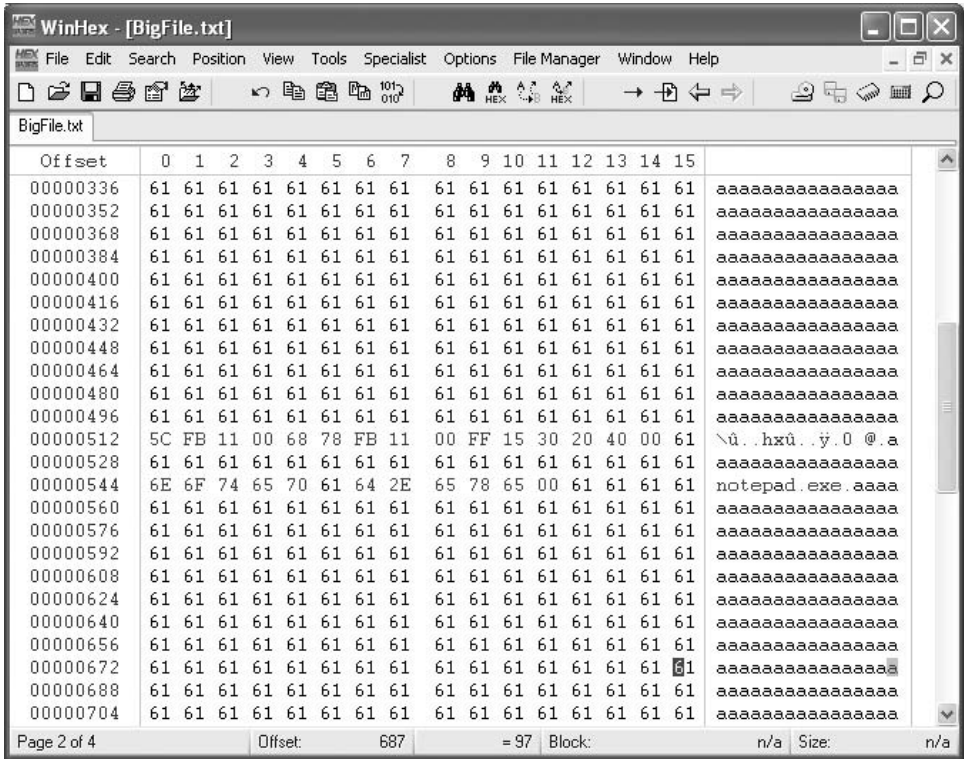 WinHex - [BigFile.txt]
File Edit Search Position View Tools Specialist Options File Manager Window Help
BigFile.txt
Offset 0 1 2 3 4 5 6 7 8 9 10 11 12 13 14 15
00000336 61 61 61 61 61 61 61 61 61 61 61 61 61 61 61 61 aaaaaaaaaaaaaaaa
00000352 61 61 61 61 61 61 61 61 61 61 61 61 61 61 61 61 aaaaaaaaaaaaaaaa
00000368 61 61 61 61 61 61 61 61 61 61 61 61 61 61 61 61 aaaaaaaaaaaaaaaa
00000384 61 61 61 61 61 61 61 61 61 61 61 61 61 61 61 61 aaaaaaaaaaaaaaaa
00000400 61 61 61 61 61 61 61 61 61 61 61 61 61 61 61 61 aaaaaaaaaaaaaaaa
00000416 61 61 61 61 61 61 61 61 61 61 61 61 61 61 61 61 aaaaaaaaaaaaaaaa
00000432 61 61 61 61 61 61 61 61 61 61 61 61 61 61 61 61 aaaaaaaaaaaaaaaa
00000448 61 61 61 61 61 61 61 61 61 61 61 61 61 61 61 61 aaaaaaaaaaaaaaaa
00000464 61 61 61 61 61 61 61 61 61 61 61 61 61 61 61 61 aaaaaaaaaaaaaaaa
00000480 61 61 61 61 61 61 61 61 61 61 61 61 61 61 61 61 aaaaaaaaaaaaaaaa
00000496 61 61 61 61 61 61 61 61 61 61 61 61 61 61 61 61 aaaaaaaaaaaaaaaa
00000512 5C FB 11 00 68 78 FB 11 00 FF 15 30 20 40 00 61 \û..hxû..ÿ.0 @.a
00000528 61 61 61 61 61 61 61 61 61 61 61 61 61 61 61 61 aaaaaaaaaaaaaaaa
00000544 6E 6F 74 65 70 61 64 2E 65 78 65 00 61 61 61 61 notepad.exe.aaaa
00000560 61 61 61 61 61 61 61 61 61 61 61 61 61 61 61 61 aaaaaaaaaaaaaaaa
00000576 61 61 61 61 61 61 61 61 61 61 61 61 61 61 61 61 aaaaaaaaaaaaaaaa
00000592 61 61 61 61 61 61 61 61 61 61 61 61 61 61 61 61 aaaaaaaaaaaaaaaa
00000608 61 61 61 61 61 61 61 61 61 61 61 61 61 61 61 61 aaaaaaaaaaaaaaaa
00000624 61 61 61 61 61 61 61 61 61 61 61 61 61 61 61 61 aaaaaaaaaaaaaaaa
00000640 61 61 61 61 61 61 61 61 61 61 61 61 61 61 61 61 aaaaaaaaaaaaaaaa
00000656 61 61 61 61 61 61 61 61 61 61 61 61 61 61 61 61 aaaaaaaaaaaaaaaa
00000672 61 61 61 61 61 61 61 61 61 61 61 61 61 61 61 61 aaaaaaaaaaaaaaaa
00000688 61 61 61 61 61 61 61 61 61 61 61 61 61 61 61 61 aaaaaaaaaaaaaaaa
00000704 61 61 61 61 61 61 61 61 61 61 61 61 61 61 61 61 aaaaaaaaaaaaaaaa
Page 2 of 4 Offset: 687 = 97 Block: n/a Size: n/a